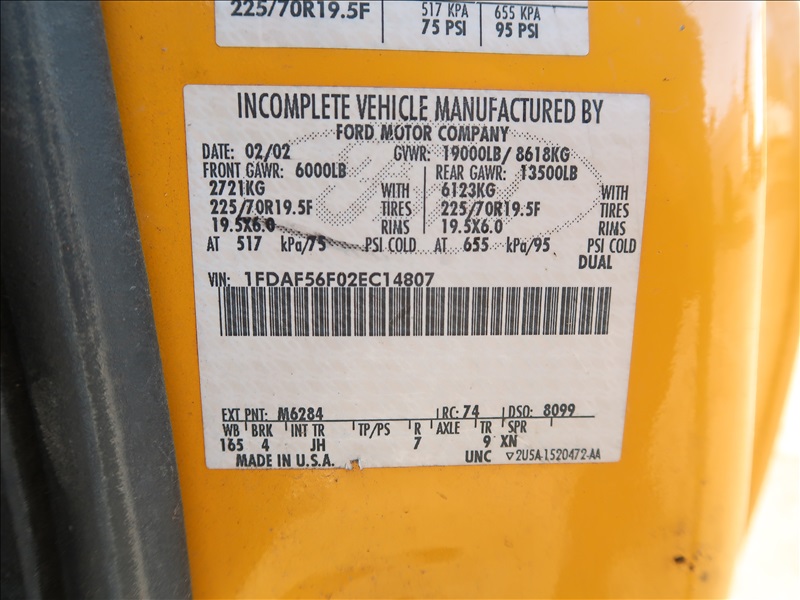 225/70R19.5F 517 KPA 655 KPA
75 PSI 95 PSI
INCOMPLETE VEHICLE MANUFACTURED BY
FORD MOTOR COMPANY
DATE: 02/02 GVWR: 19000LB/ 8618KG
FRONT GAWR: 6000LB REAR GAWR: 13500LB
2721KG WITH 6123KG WITH
225/70R19.5F TIRES 225/70R19.5F TIRES
19.5X6.0 RIMS 19.5X6.0 RIMS
AT 517 kPa/75 PSI COLD AT 655 kPa/95 PSI COLD
DUAL
VIN: 1FDAF56F02EC14807
EXT PNT: M6284 RC: 74 DSO: 8099
WB BRK INT TR TP/PS R AXLE TR SPR
165 4 JH 7 9 XN
MADE IN U.S.A. UNC ▽2U5A-1520472-AA